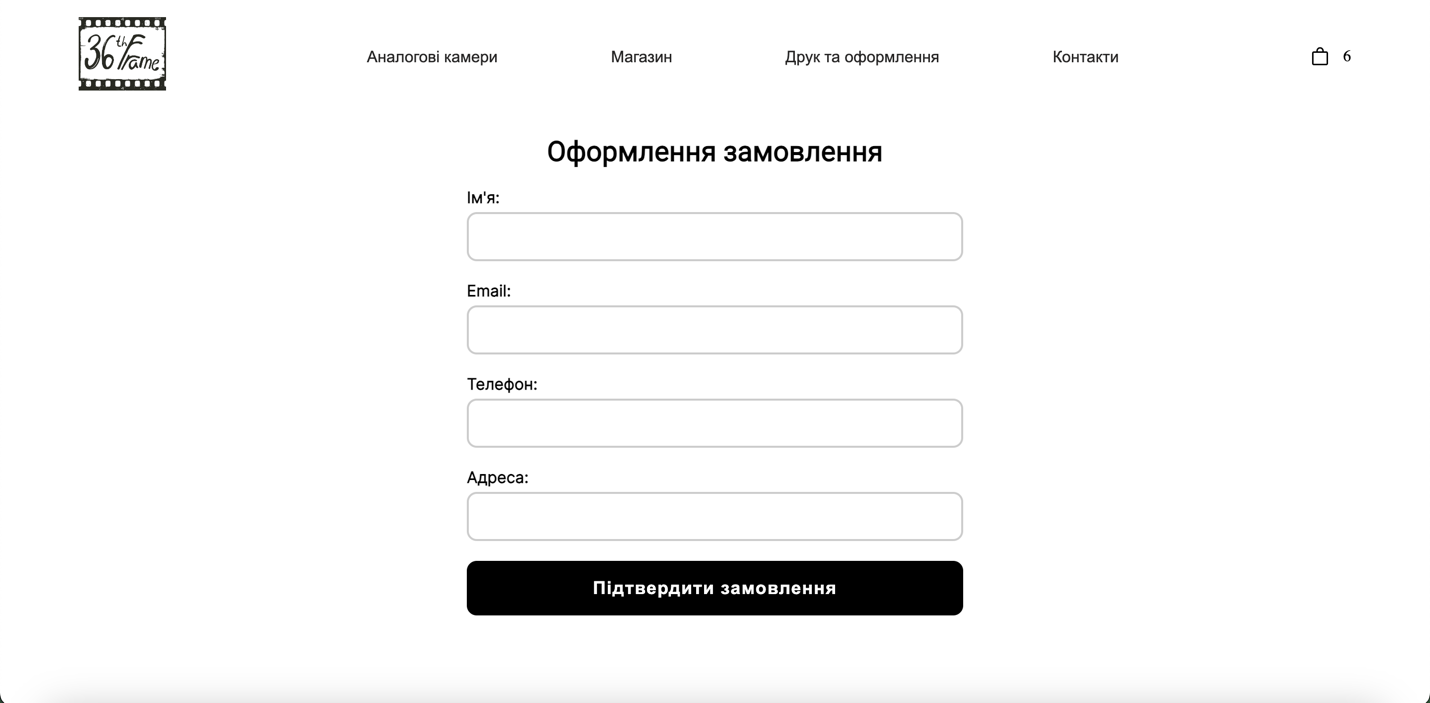 36th Frame
Аналогові камери
Магазин
Друк та оформлення
Контакти
6
Оформлення замовлення
Ім'я:
Email:
Телефон:
Адреса:
Підтвердити замовлення